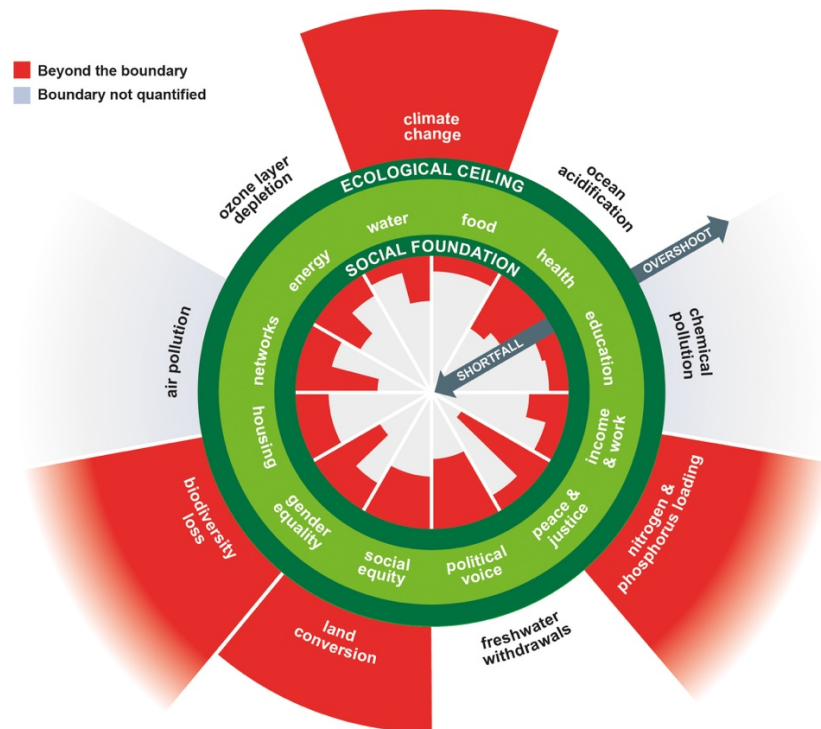 Beyond the boundary
Boundary not quantified
climate
change
ozone layer
depletion
ocean
acidification
ECOLOGICAL CEILING
OVERSHOOT
water
food
energy
health
SOCIAL FOUNDATION
SHORTFALL
networks
education
air pollution
chemical
pollution
housing
income
& work
gender
equality
peace &
justice
social
equity
political
voice
biodiversity
loss
nitrogen &
phosphorus loading
land
conversion
freshwater
withdrawals